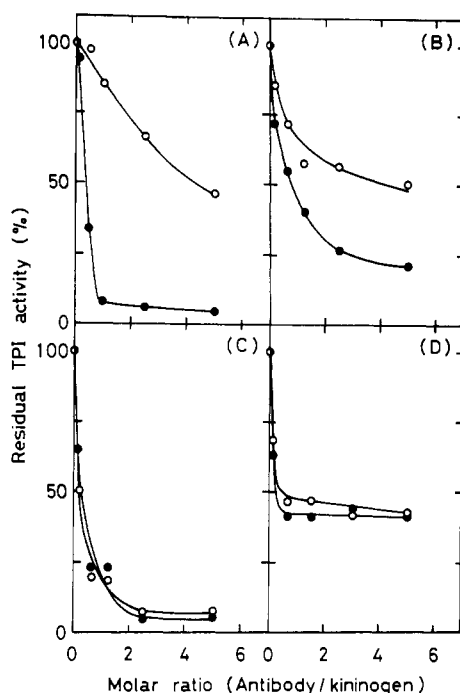 100
(A)
(B)
50
0
100
(C)
(D)
50
0
0 2 4 6
0 2 4 6
Residual TPI activity (%)
Molar ratio (Antibody/kininogen)